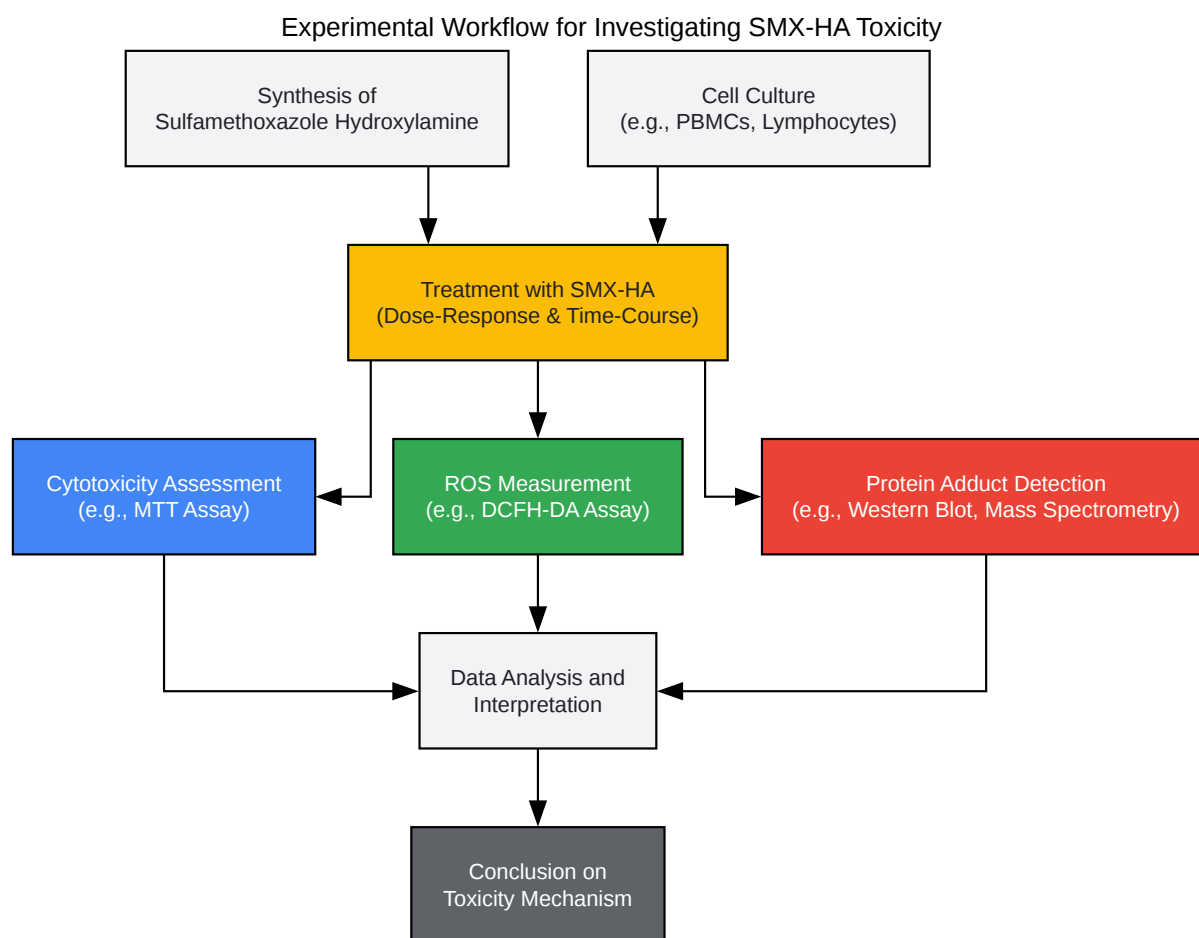 Experimental Workflow for Investigating SMX-HA Toxicity
Synthesis of
Sulfamethoxazole Hydroxylamine
Cell Culture
(e.g., PBMCs, Lymphocytes)
Treatment with SMX-HA
(Dose-Response & Time-Course)
Cytotoxicity Assessment
(e.g., MTT Assay)
ROS Measurement
(e.g., DCFH-DA Assay)
Protein Adduct Detection
(e.g., Western Blot, Mass Spectrometry)
Data Analysis and
Interpretation
Conclusion on
Toxicity Mechanism